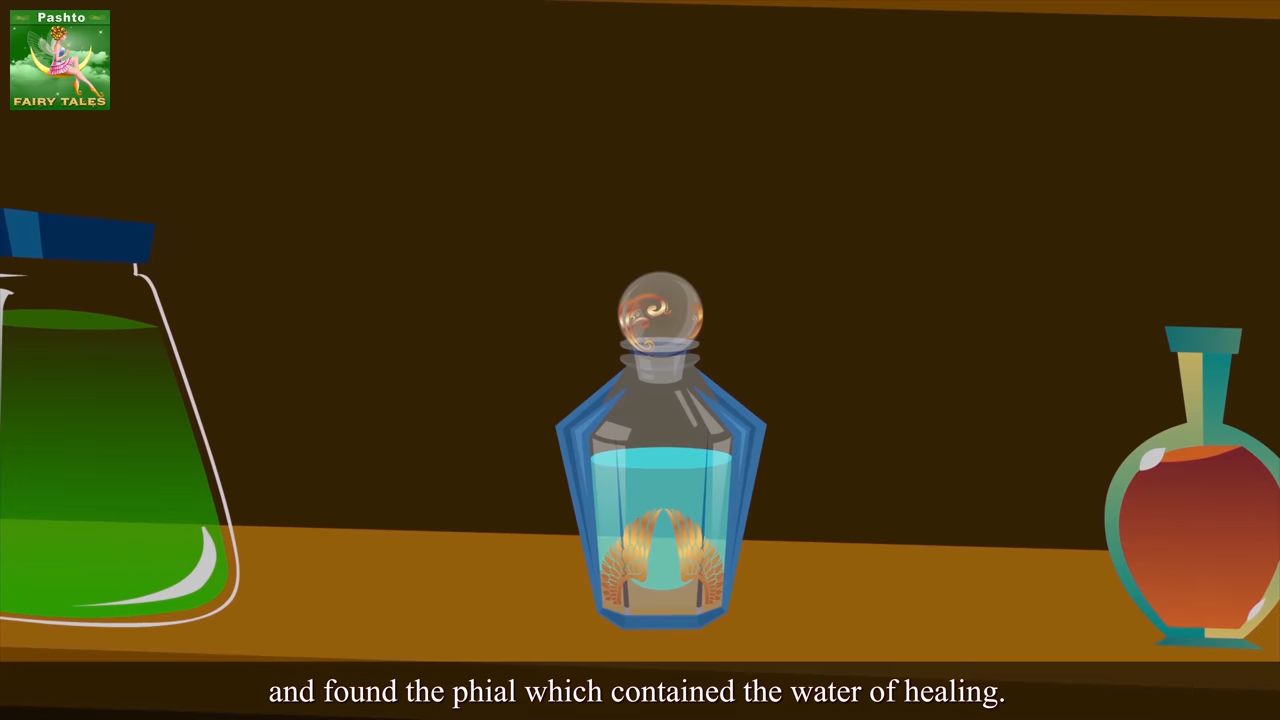 Pashto
FAIRY TALES
and found the phial which contained the water of healing.